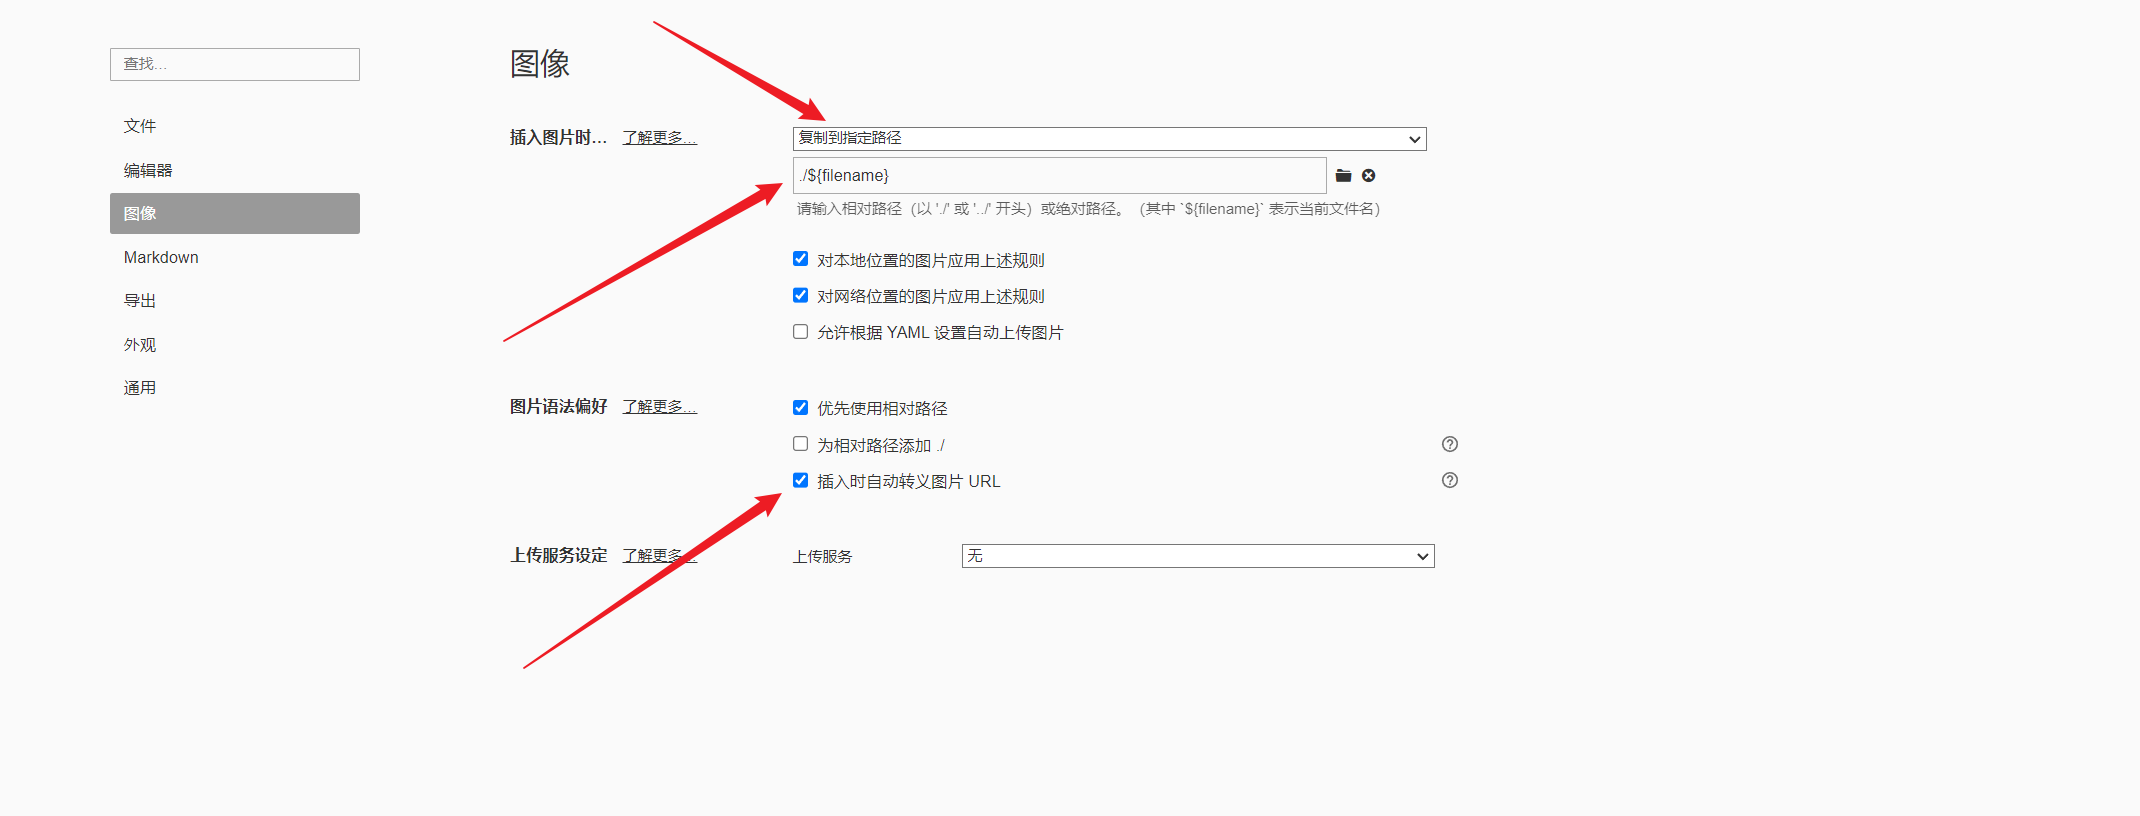 查找...
文件
编辑器
图像
Markdown
导出
外观
通用
图像
插入图片时... 了解更多... 复制到指定路径
./${filename}
请输入相对路径（以 './' 或 '../' 开头）或绝对路径。（其中 `${filename}` 表示当前文件名）
对本地位置的图片应用上述规则
对网络位置的图片应用上述规则
允许根据 YAML 设置自动上传图片
图片语法偏好 了解更多... 优先使用相对路径
为相对路径添加 ./
插入时自动转义图片 URL
上传服务设定 了解更多... 上传服务 无